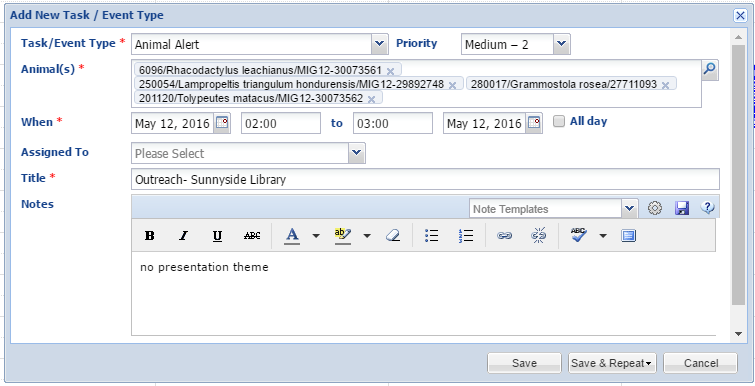 Add New Task / Event Type
Task/Event Type * Animal Alert Priority Medium – 2
Animal(s) * 6096/Rhacodactylus leachianus/MIG12-30073561
250054/Lampropeltis triangulum hondurensis/MIG12-29892748 280017/Grammostola rosea/27711093
201120/Tolypeutes matacus/MIG12-30073562
When * May 12, 2016 02:00 to 03:00 May 12, 2016 All day
Assigned To Please Select
Title * Outreach- Sunnyside Library
Notes Note Templates
B I U ABC A ab ABC
no presentation theme
Save Save & Repeat Cancel